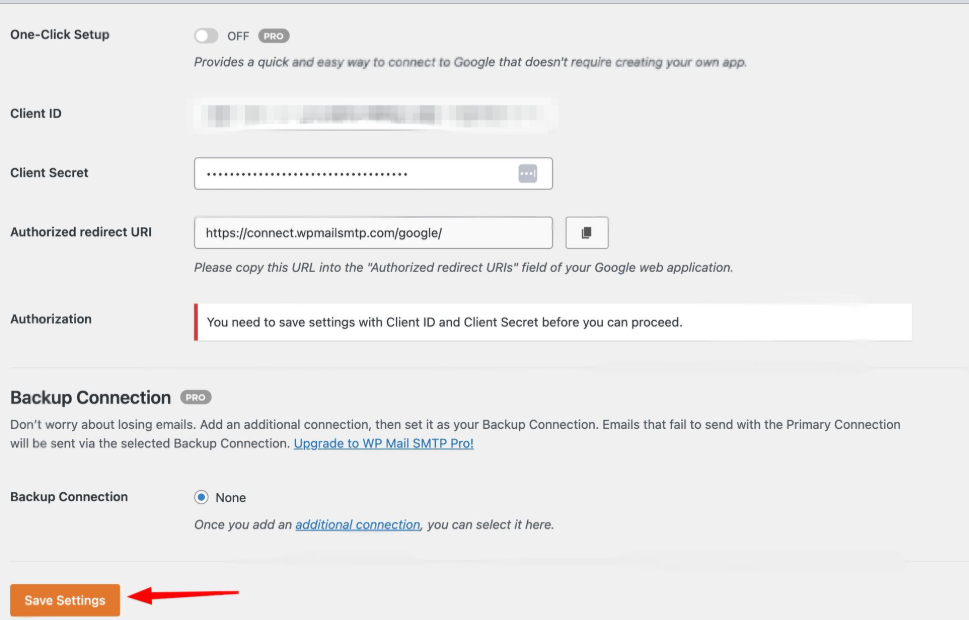 One-Click Setup
OFF PRO
Provides a quick and easy way to connect to Google that doesn't require creating your own app.
Client ID
Client Secret
Authorized redirect URI
https://connect.wpmailsmtp.com/google/
Please copy this URL into the "Authorized redirect URIs" field of your Google web application.
Authorization
You need to save settings with Client ID and Client Secret before you can proceed.
Backup Connection PRO
Don't worry about losing emails. Add an additional connection, then set it as your Backup Connection. Emails that fail to send with the Primary Connection
will be sent via the selected Backup Connection. Upgrade to WP Mail SMTP Pro!
Backup Connection
None
Once you add an additional connection, you can select it here.
Save Settings